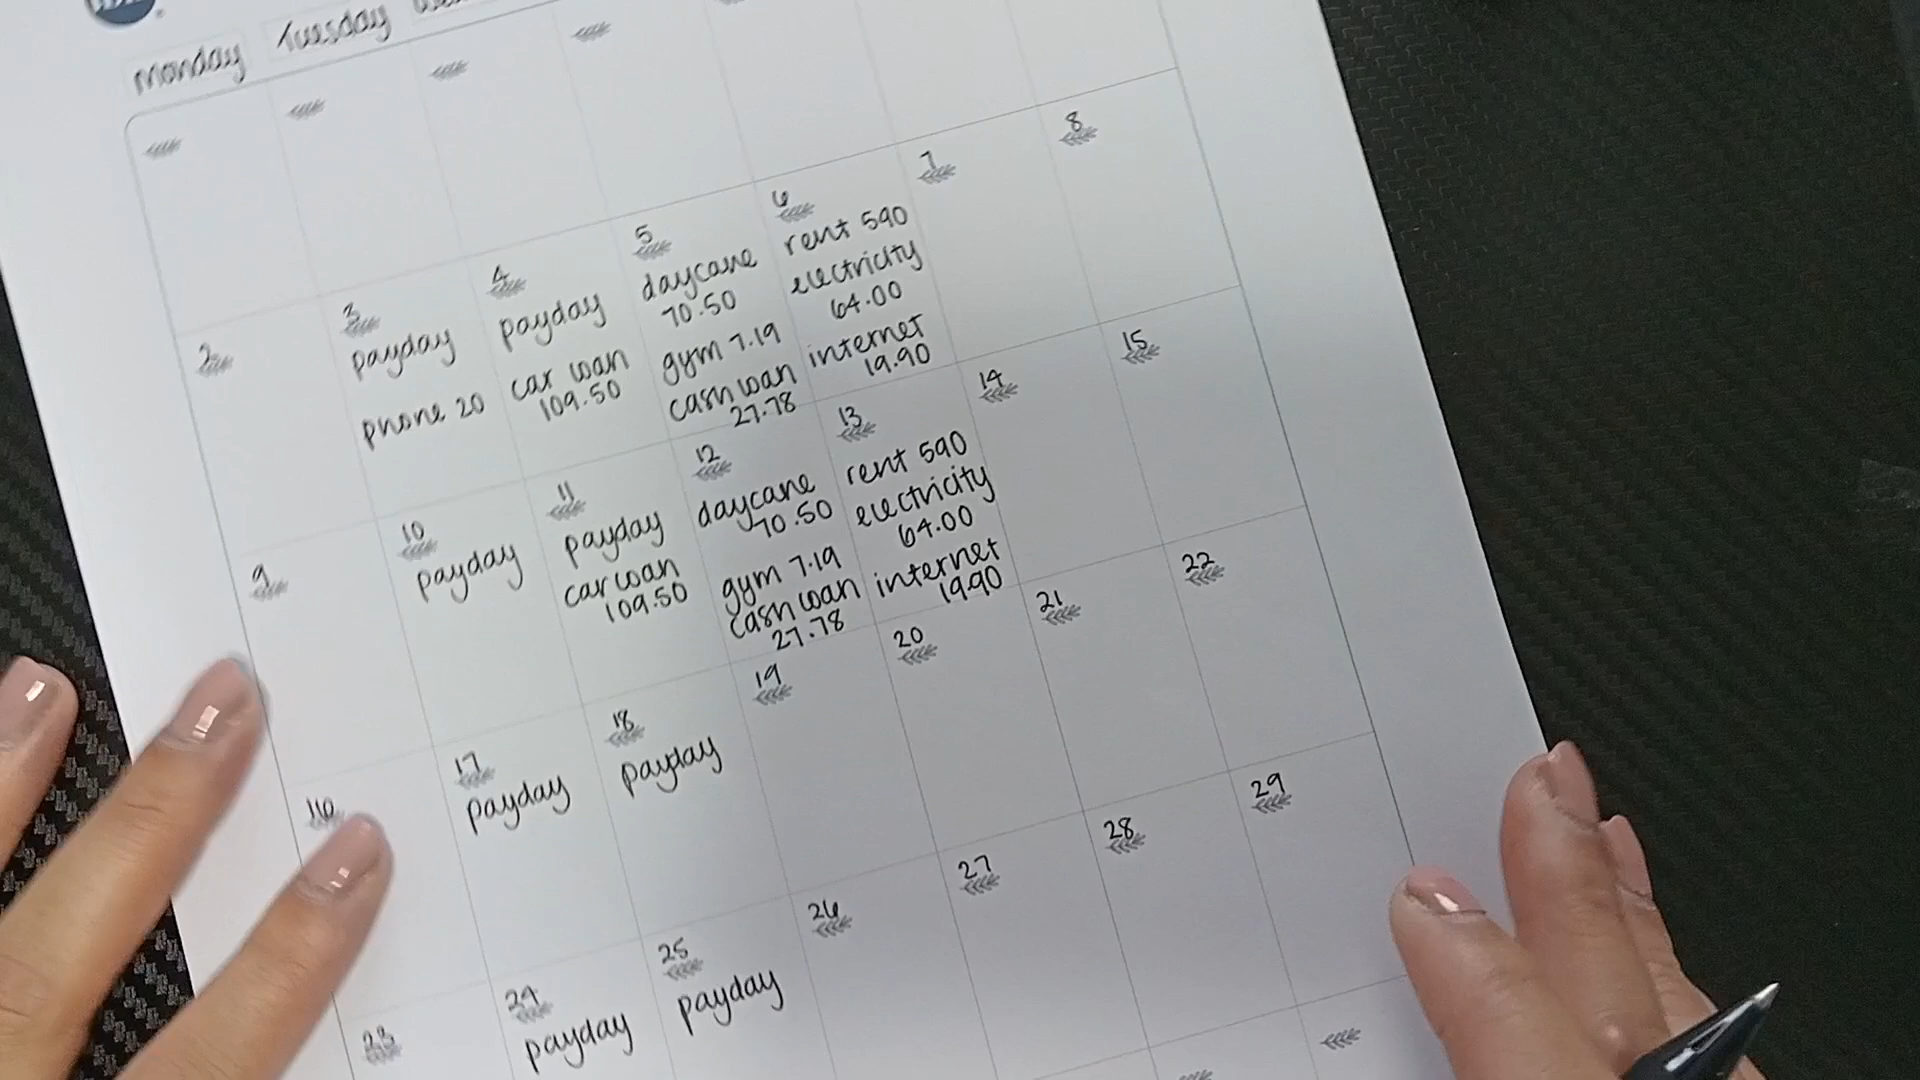 Monday
Tuesday
8
7
6
rent 590
electricity
64.00
internet
19.90
5
daycare
70.50
gym 7.19
cash loan
27.78
4
payday
car loan
109.50
3
payday
phone 20
2
15
14
13
rent 590
electricity
64.00
internet
19.90
12
daycare
70.50
gym 7.19
cash loan
27.78
11
payday
car loan
109.50
10
payday
9
22
21
20
19
18
payday
17
payday
16
29
28
27
26
25
payday
24
payday
23